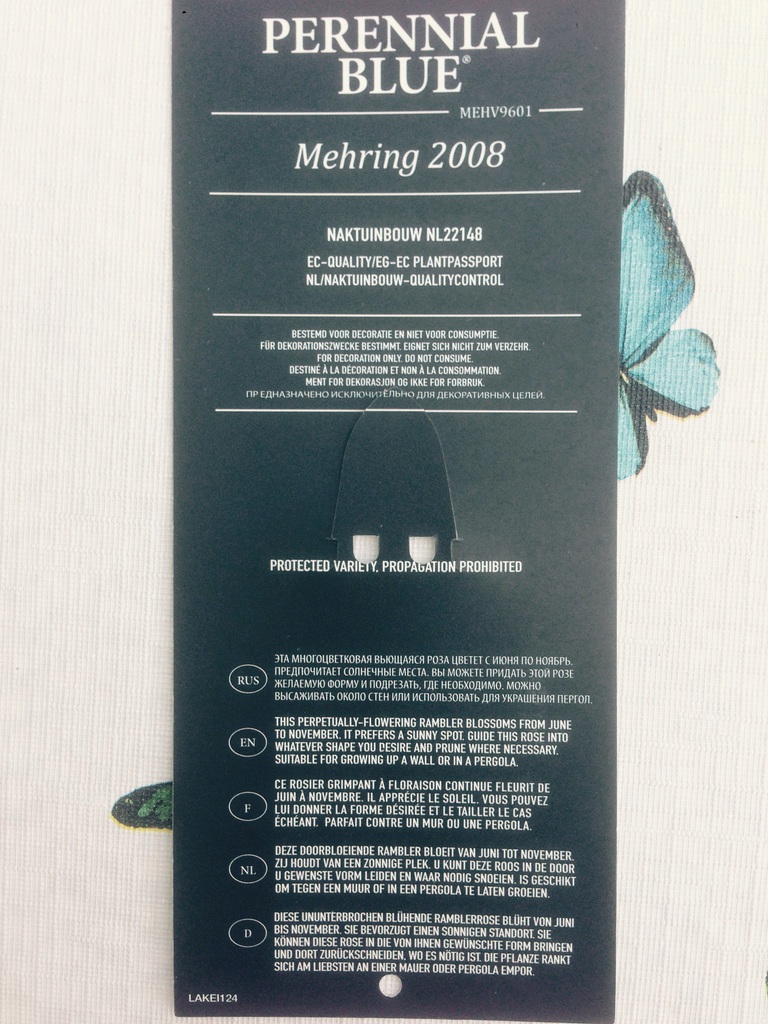 PERENNIAL
BLUE®
MEHV9601
Mehring 2008
NAKTUINBOUW NL22148
EC-QUALITY/EG-EC PLANTPASSPORT
NL/NAKTUINBOUW-QUALITYCONTROL
BESTEMD VOOR DECORATIE EN NIET VOOR CONSUMPTIE.
FÜR DEKORATIONSZWECKE BESTIMMT. EIGNET SICH NICHT ZUM VERZEHR.
FOR DECORATION ONLY. DO NOT CONSUME.
DESTINÉ À LA DÉCORATION ET NON À LA CONSOMMATION.
MENT FOR DEKORASJON OG IKKE FOR FORBRUK.
ПР ЕДНАЗНАЧЕНО ИСКЛЮЧИТЕЛЬНО ДЛЯ ДЕКОРАТИВНЫХ ЦЕЛЕЙ.
PROTECTED VARIETY, PROPAGATION PROHIBITED
RUS
ЭТА МНОГОЦВЕТКОВАЯ ВЬЮЩАЯСЯ РОЗА ЦВЕТЕТ С ИЮНЯ ПО НОЯБРЬ.
ПРЕДПОЧИТАЕТ СОЛНЕЧНЫЕ МЕСТА. ВЫ МОЖЕТЕ ПРИДАТЬ ЭТОЙ РОЗЕ
ЖЕЛАЕМУЮ ФОРМУ И ПОДРЕЗАТЬ, ГДЕ НЕОБХОДИМО. МОЖНО
ВЫСАЖИВАТЬ ОКОЛО СТЕН ИЛИ ИСПОЛЬЗОВАТЬ ДЛЯ УКРАШЕНИЯ ПЕРГОЛ.
EN
THIS PERPETUALLY-FLOWERING RAMBLER BLOSSOMS FROM JUNE
TO NOVEMBER. IT PREFERS A SUNNY SPOT. GUIDE THIS ROSE INTO
WHATEVER SHAPE YOU DESIRE AND PRUNE WHERE NECESSARY.
SUITABLE FOR GROWING UP A WALL OR IN A PERGOLA.
F
CE ROSIER GRIMPANT À FLORAISON CONTINUE FLEURIT DE
JUIN À NOVEMBRE. IL APPRÉCIE LE SOLEIL. VOUS POUVEZ
LUI DONNER LA FORME DÉSIRÉE ET LE TAILLER LE CAS
ÉCHÉANT. PARFAIT CONTRE UN MUR OU UNE PERGOLA.
NL
DEZE DOORBLOEIENDE RAMBLER BLOEIT VAN JUNI TOT NOVEMBER.
ZIJ HOUDT VAN EEN ZONNIGE PLEK. U KUNT DEZE ROOS IN DE DOOR
U GEWENSTE VORM LEIDEN EN WAAR NODIG SNOEIEN. IS GESCHIKT
OM TEGEN EEN MUUR OF IN EEN PERGOLA TE LATEN GROEIEN.
D
DIESE UNUNTERBROCHEN BLÜHENDE RAMBLERROSE BLÜHT VON JUNI
BIS NOVEMBER. SIE BEVORZUGT EINEN SONNIGEN STANDORT. SIE
KÖNNEN DIESE ROSE IN DIE VON IHNEN GEWÜNSCHTE FORM BRINGEN
UND DORT ZURÜCKSCHNEIDEN, WO ES NÖTIG IST. DIE PFLANZE RANKT
SICH AM LIEBSTEN AN EINER MAUER ODER PERGOLA EMPOR.
LAKEI124